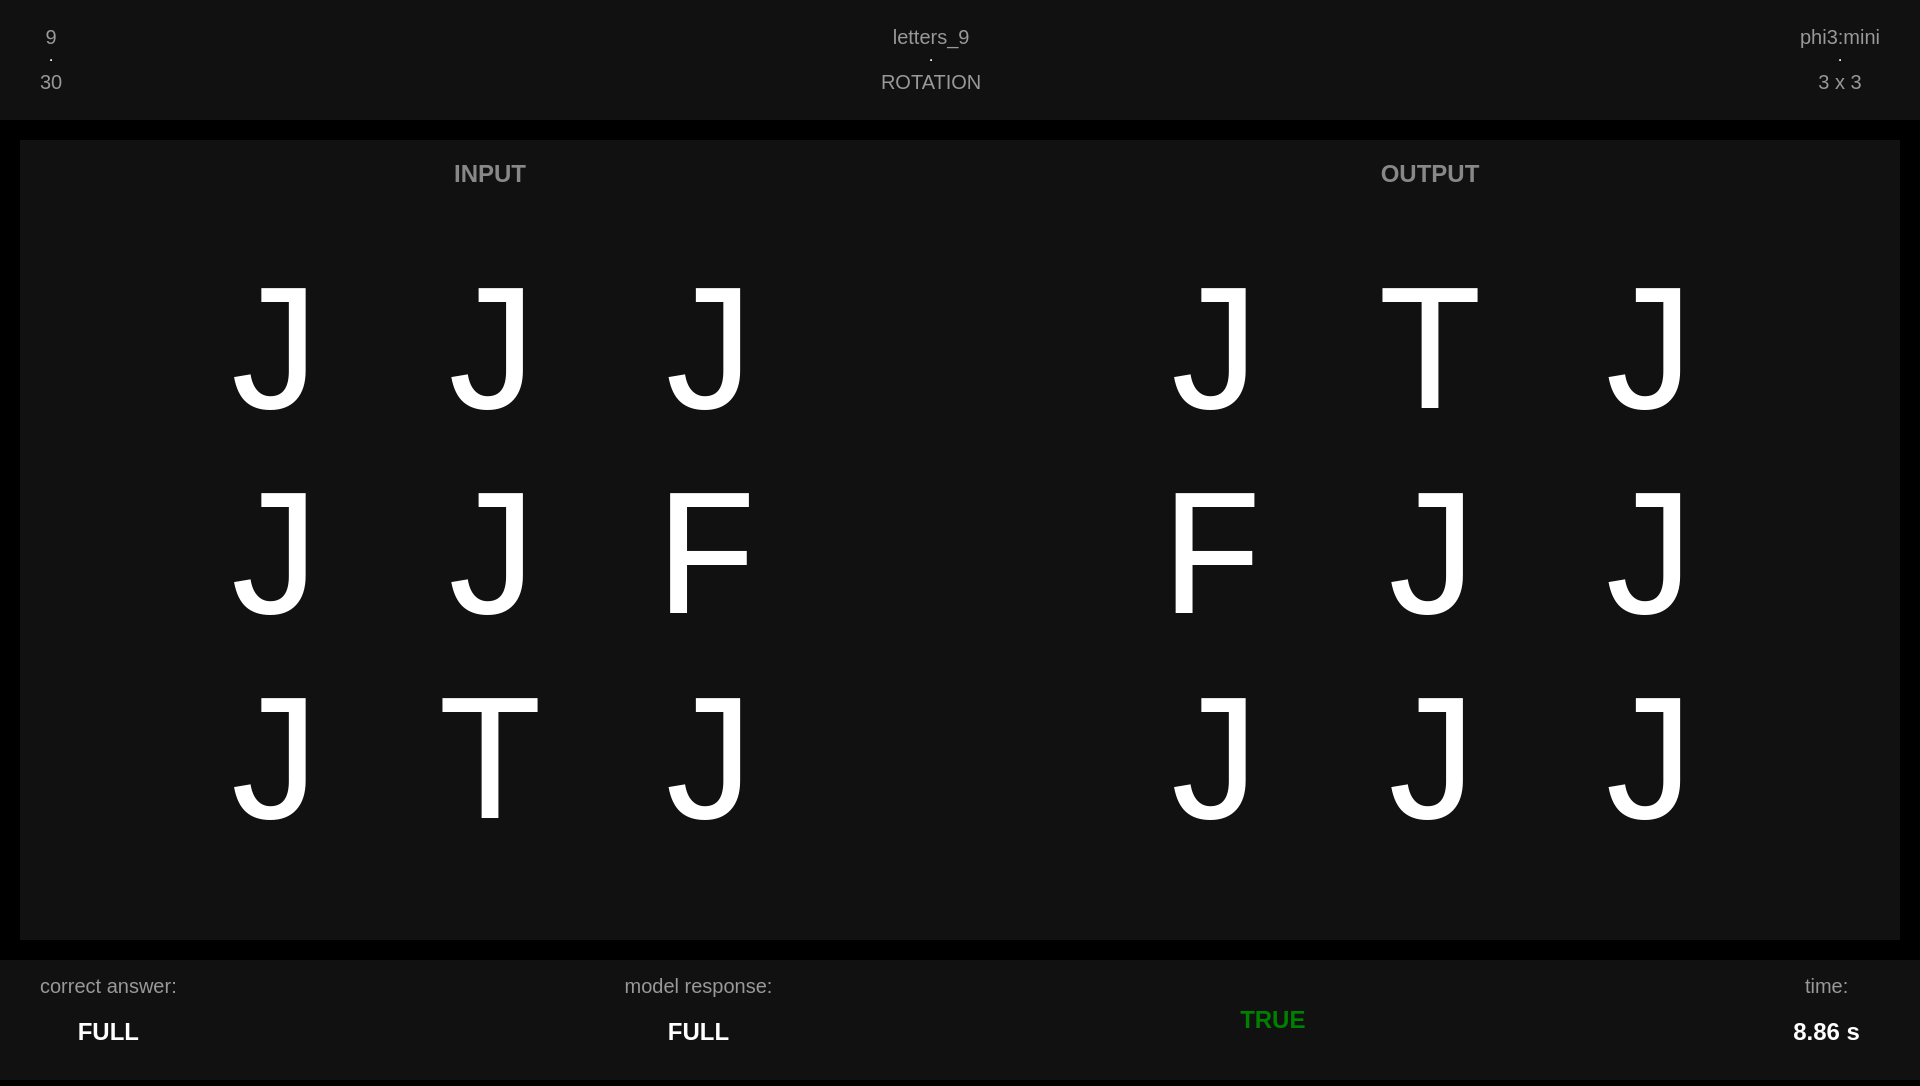 9
.
30
letters_9
.
ROTATION
phi3:mini
.
3 x 3
INPUT
J J J
J J F
J T J
OUTPUT
J T J
F J J
J J J
correct answer:
FULL
model response:
FULL
TRUE
time:
8.86 s